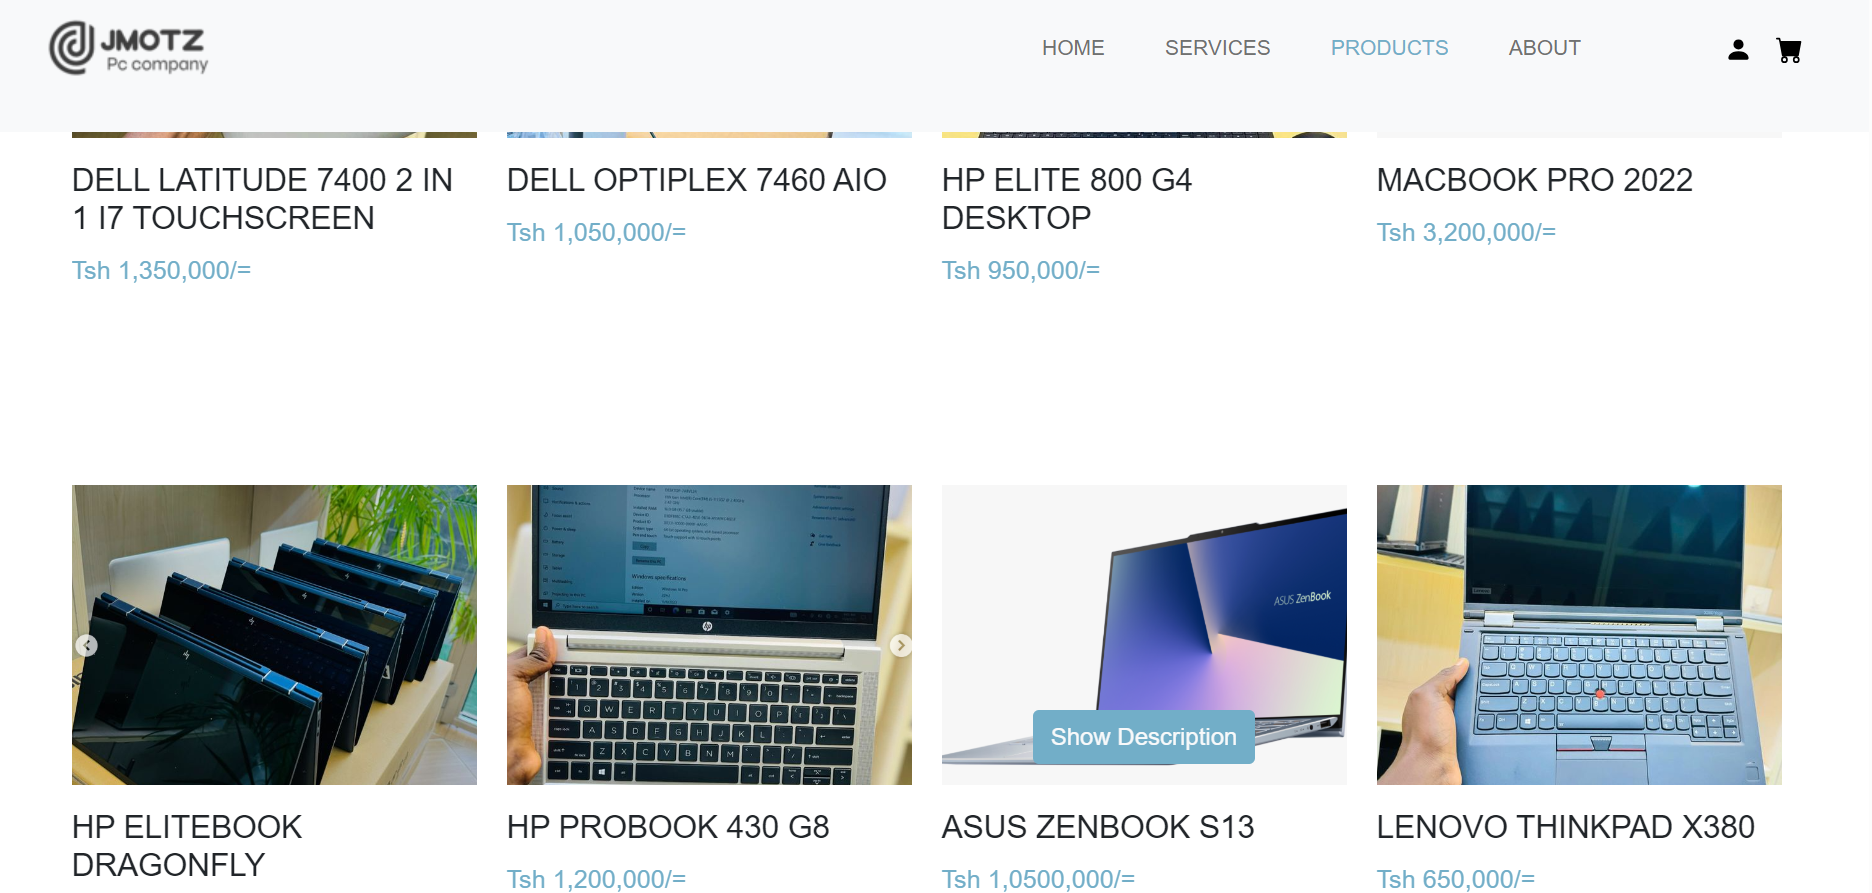 JMOTZ
Pc company
HOME SERVICES PRODUCTS ABOUT
DELL LATITUDE 7400 2 IN
1 I7 TOUCHSCREEN
Tsh 1,350,000/=
DELL OPTIPLEX 7460 AIO
Tsh 1,050,000/=
HP ELITE 800 G4
DESKTOP
Tsh 950,000/=
MACBOOK PRO 2022
Tsh 3,200,000/=
HP ELITEBOOK
DRAGONFLY
Windows specifications
hp
HP PROBOOK 430 G8
Tsh 1,200,000/=
ASUS ZenBook
Show Description
ASUS ZENBOOK S13
Tsh 1,0500,000/=
LENOVO THINKPAD X380
Tsh 650,000/=